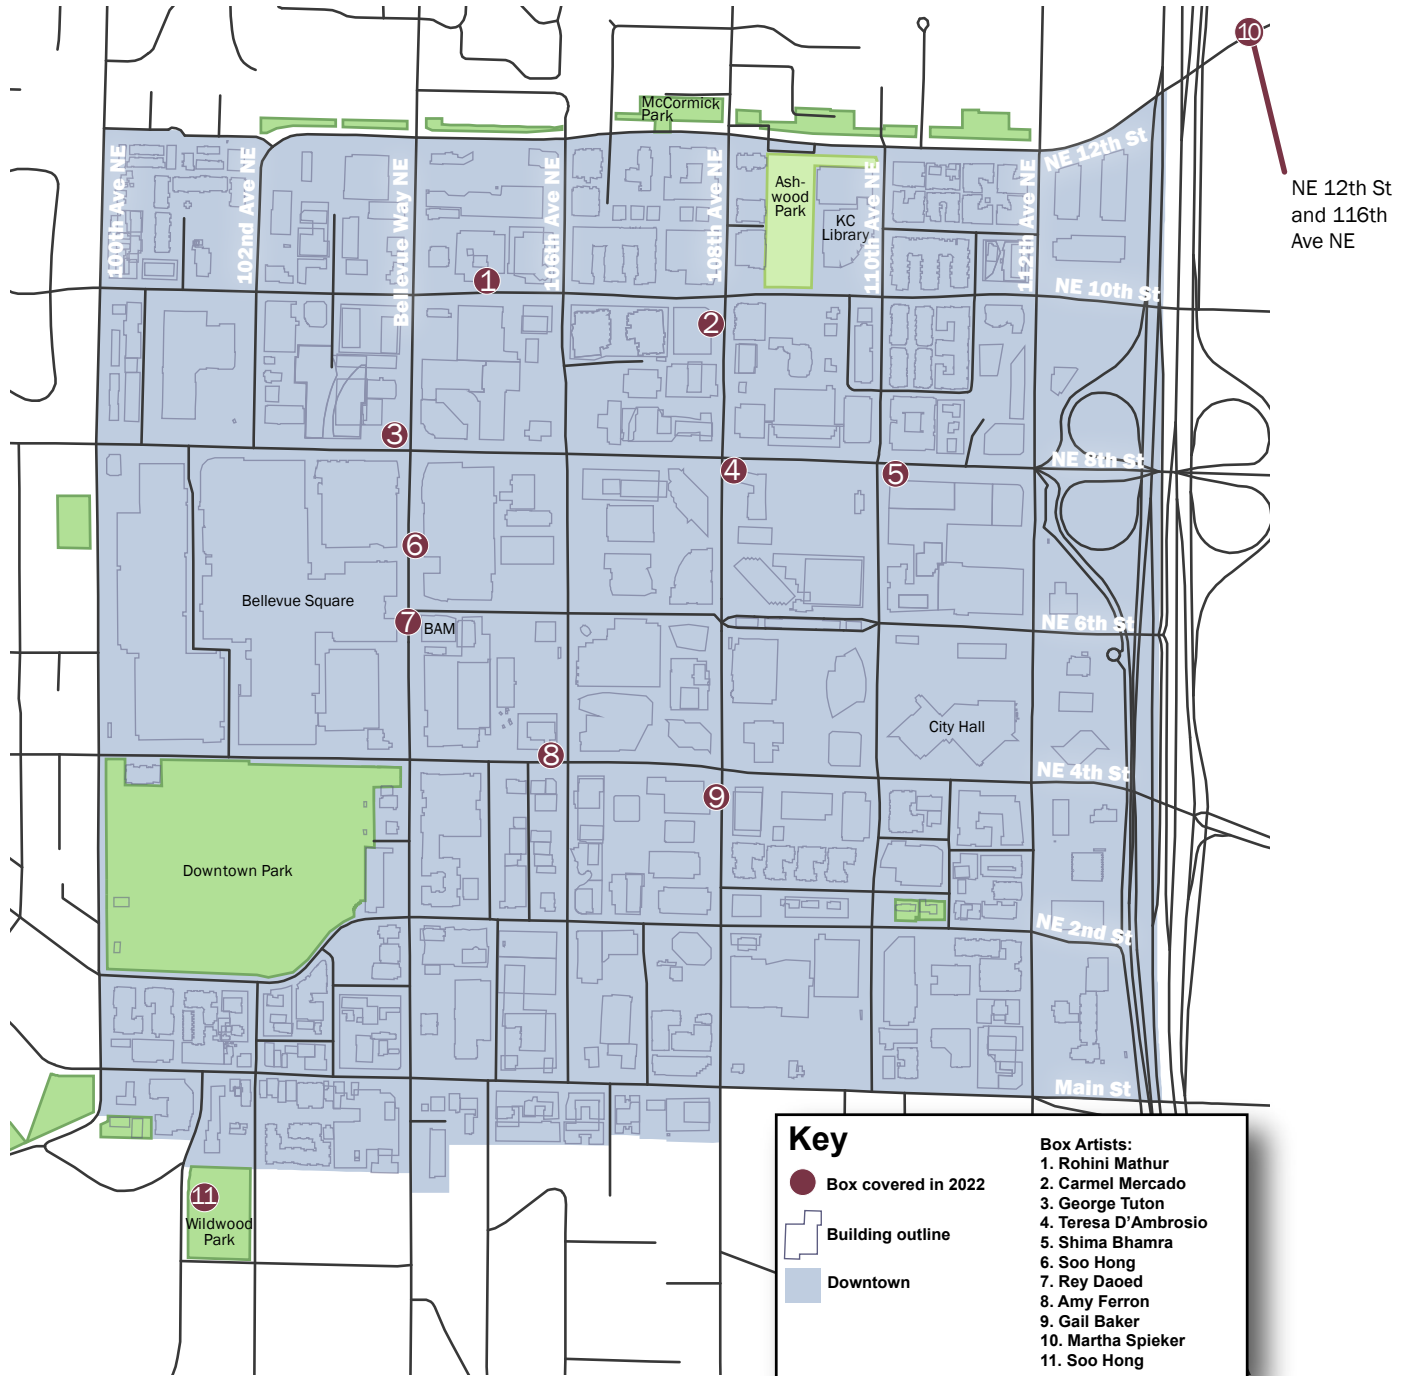 10
McCormick
Park
NE 12th St
100th Ave NE
102nd Ave NE
Bellevue Way NE
106th Ave NE
108th Ave NE
Ash-
wood
Park
KC
Library
110th Ave NE
112th Ave NE
NE 12th St
and 116th
Ave NE
1
NE 10th St
2
3
NE 8th St
4
5
6
Bellevue Square
7
BAM
NE 6th St
City Hall
8
NE 4th St
9
Downtown Park
NE 2nd St
Main St
11
Wildwood
Park
Key
Box covered in 2022
Building outline
Downtown
Box Artists:
1. Rohini Mathur
2. Carmel Mercado
3. George Tuton
4. Teresa D’Ambrosio
5. Shima Bhamra
6. Soo Hong
7. Rey Daoed
8. Amy Ferron
9. Gail Baker
10. Martha Spieker
11. Soo Hong